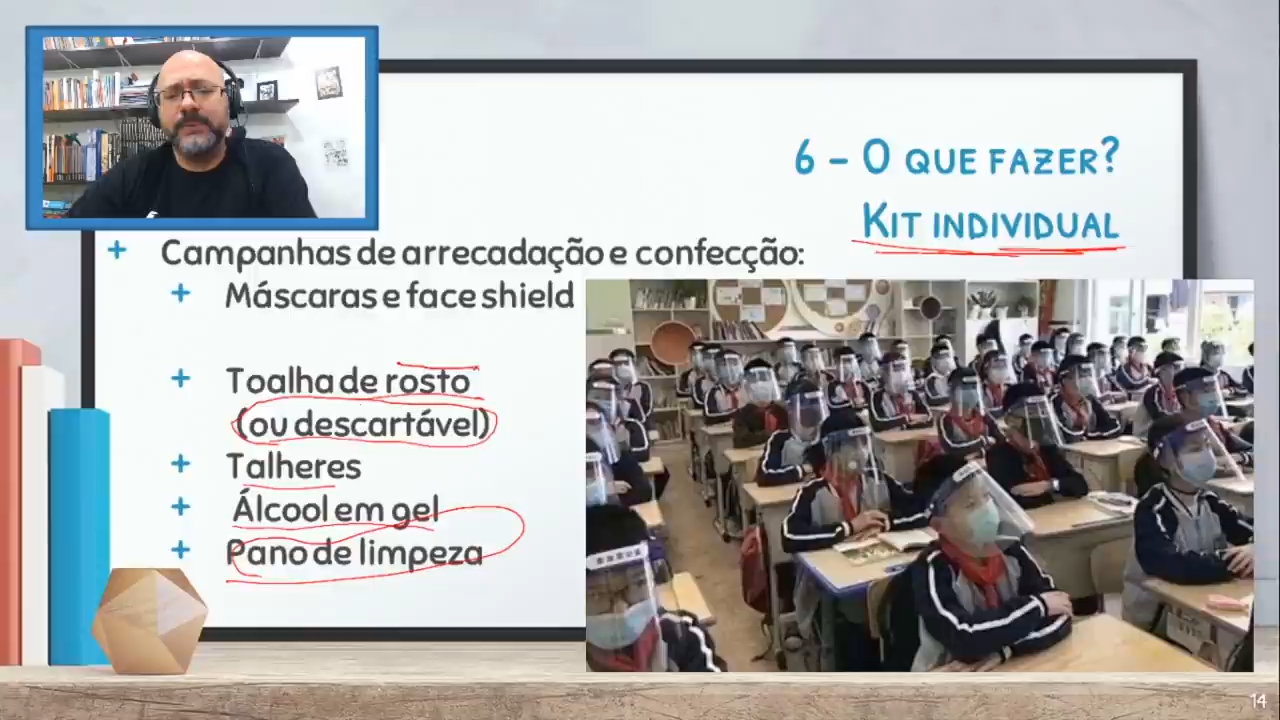 6 – O QUE FAZER?
KIT INDIVIDUAL
+ Campanhas de arrecadação e confecção:
+ Máscaras e face shield
+ Toalha de rosto
(ou descartável)
+ Talheres
+ Álcool em gel
+ Pano de limpeza
14